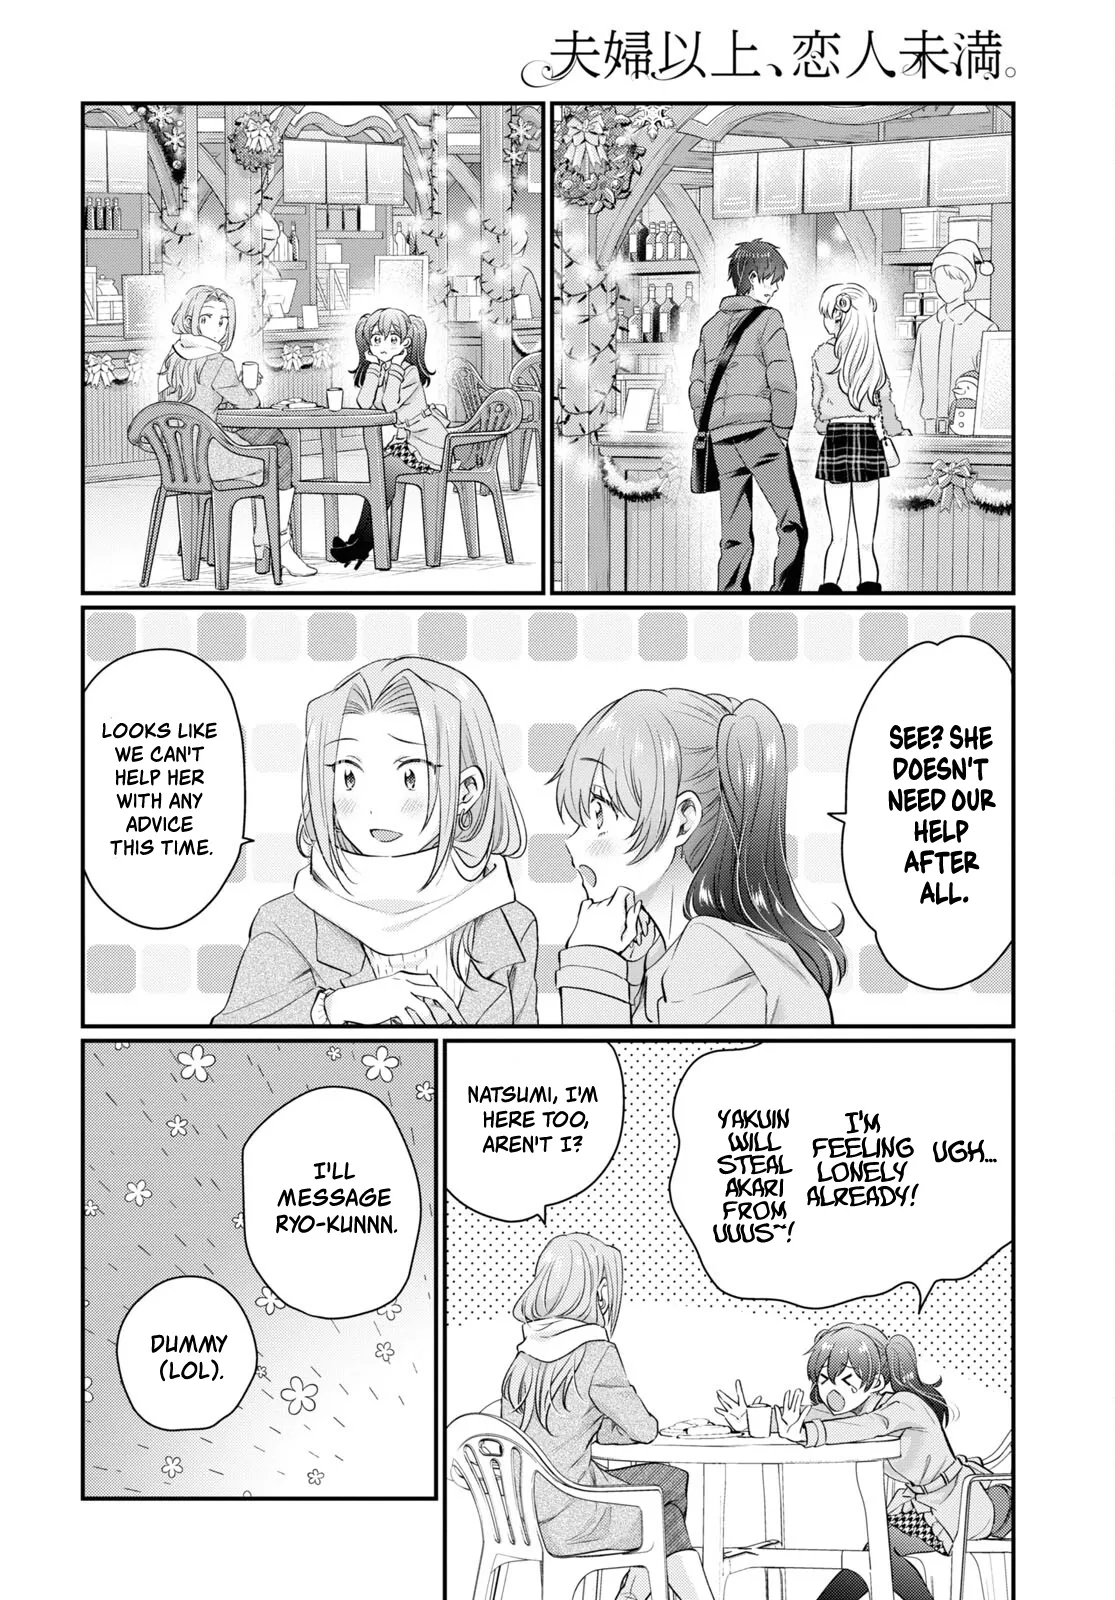 夫婦以上、恋人未満。
SEE? SHE
DOESN'T
NEED OUR
HELP
AFTER
ALL.
LOOKS LIKE
WE CAN'T
HELP HER
WITH ANY
ADVICE
THIS TIME.
UGH...
I'M
FEELING
LONELY
ALREADY!
YAKUIN
WILL
STEAL
AKARI
FROM
UUUS~!
NATSUMI, I'M
HERE TOO,
AREN'T I?
I'LL
MESSAGE
RYO-KUNNN.
DUMMY
(LOL).